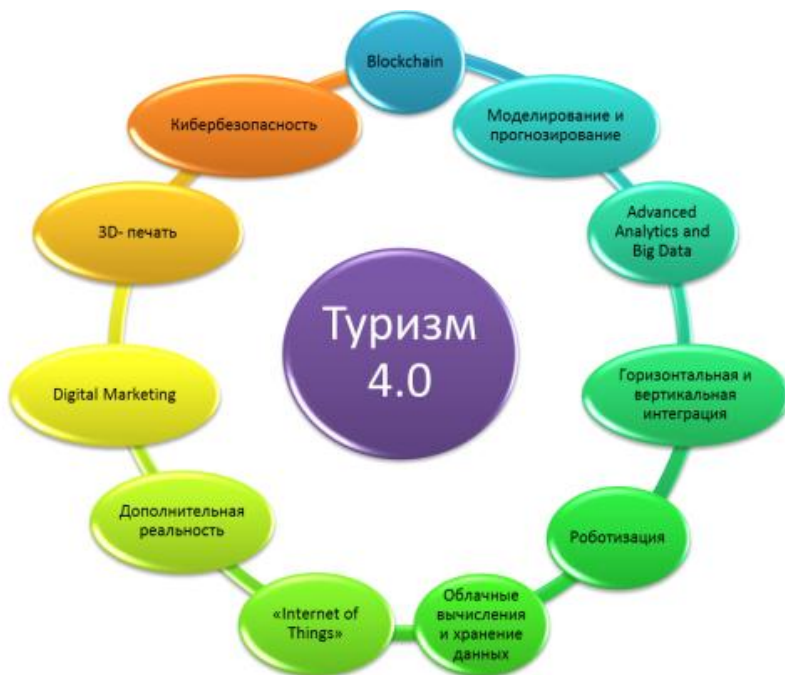 Blockchain
Моделирование и
прогнозирование
Advanced
Analytics and
Big Data
Горизонтальная и
вертикальная
интеграция
Роботизация
Облачные
вычисления
и хранение
данных
«Internet of
Things»
Дополнительная
реальность
Digital Marketing
3D- печать
Кибербезопасность
Туризм
4.0